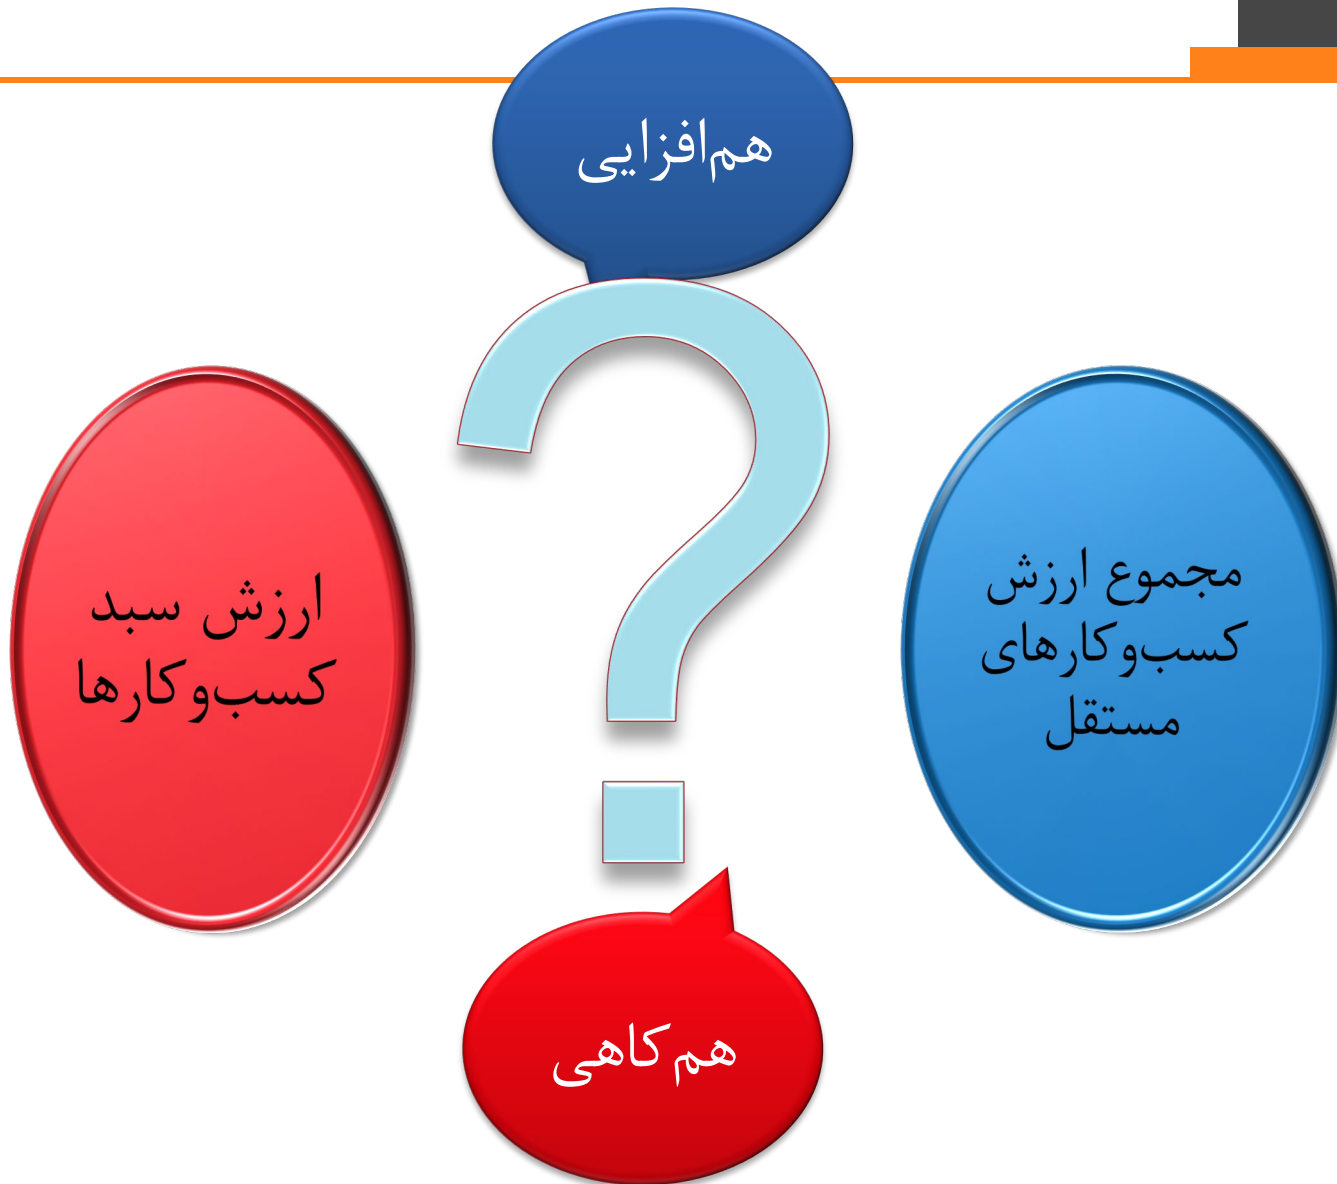 هم‌افزایی
مجموع ارزش
کسب‌وکارهای
مستقل
?
ارزش سبد
کسب‌وکارها
هم‌کاهی